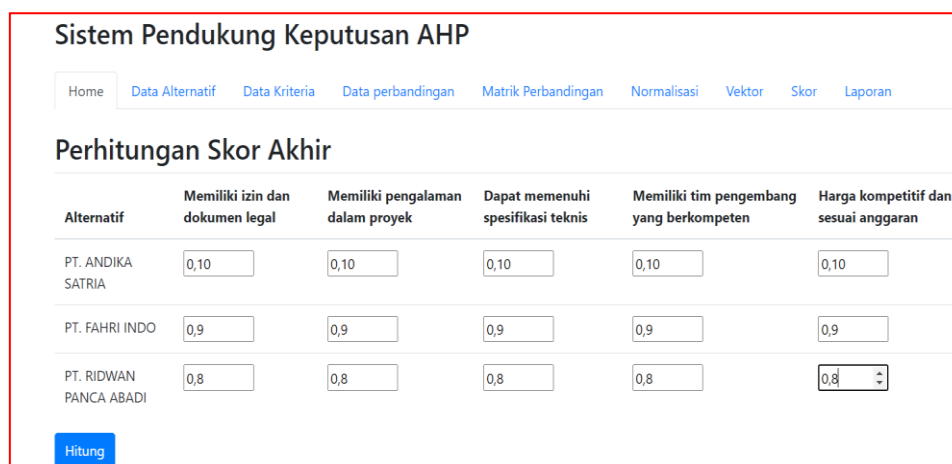 Sistem Pendukung Keputusan AHP
Home Data Alternatif Data Kriteria Data perbandingan Matrik Perbandingan Normalisasi Vektor Skor Laporan
Perhitungan Skor Akhir
Alternatif Memiliki izin dan dokumen legal Memiliki pengalaman dalam proyek Dapat memenuhi spesifikasi teknis Memiliki tim pengembang yang berkompeten Harga kompetitif dan sesuai anggaran
PT. ANDIKA SATRIA 0,10 0,10 0,10 0,10 0,10
PT. FAHRI INDO 0,9 0,9 0,9 0,9 0,9
PT. RIDWAN PANCA ABADI 0,8 0,8 0,8 0,8 0,8
Hitung